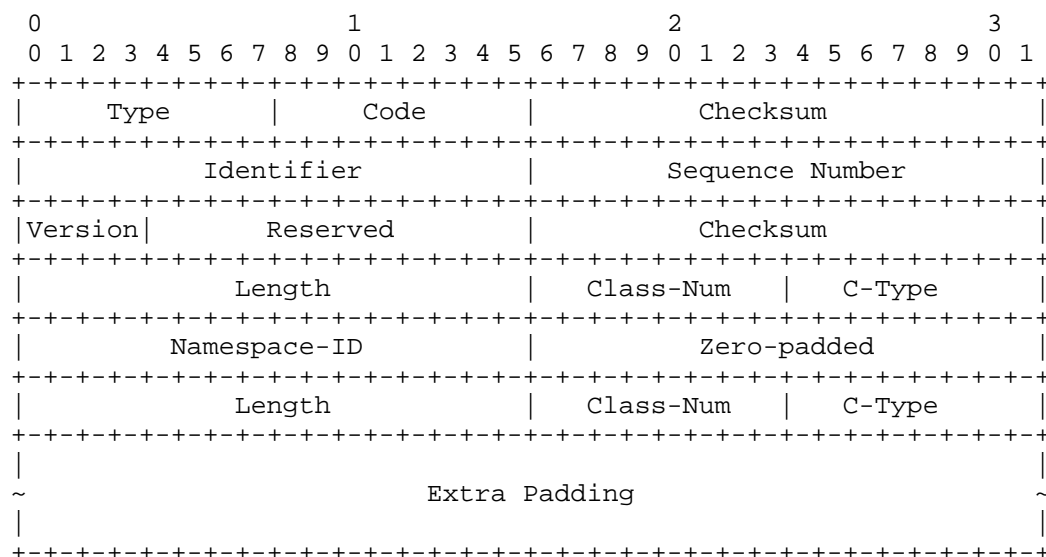 0                   1                   2                   3
 0 1 2 3 4 5 6 7 8 9 0 1 2 3 4 5 6 7 8 9 0 1 2 3 4 5 6 7 8 9 0 1
+-+-+-+-+-+-+-+-+-+-+-+-+-+-+-+-+-+-+-+-+-+-+-+-+-+-+-+-+-+-+-+-+
|     Type      |     Code      |          Checksum             |
+-+-+-+-+-+-+-+-+-+-+-+-+-+-+-+-+-+-+-+-+-+-+-+-+-+-+-+-+-+-+-+-+
|           Identifier          |        Sequence Number        |
+-+-+-+-+-+-+-+-+-+-+-+-+-+-+-+-+-+-+-+-+-+-+-+-+-+-+-+-+-+-+-+-+
|Version|       Reserved        |          Checksum             |
+-+-+-+-+-+-+-+-+-+-+-+-+-+-+-+-+-+-+-+-+-+-+-+-+-+-+-+-+-+-+-+-+
|             Length            |   Class-Num   |   C-Type      |
+-+-+-+-+-+-+-+-+-+-+-+-+-+-+-+-+-+-+-+-+-+-+-+-+-+-+-+-+-+-+-+-+
|         Namespace-ID          |          Zero-padded          |
+-+-+-+-+-+-+-+-+-+-+-+-+-+-+-+-+-+-+-+-+-+-+-+-+-+-+-+-+-+-+-+-+
|             Length            |   Class-Num   |   C-Type      |
+-+-+-+-+-+-+-+-+-+-+-+-+-+-+-+-+-+-+-+-+-+-+-+-+-+-+-+-+-+-+-+-+
|                                                               |
~                         Extra Padding                         ~
|                                                               |
+-+-+-+-+-+-+-+-+-+-+-+-+-+-+-+-+-+-+-+-+-+-+-+-+-+-+-+-+-+-+-+-+